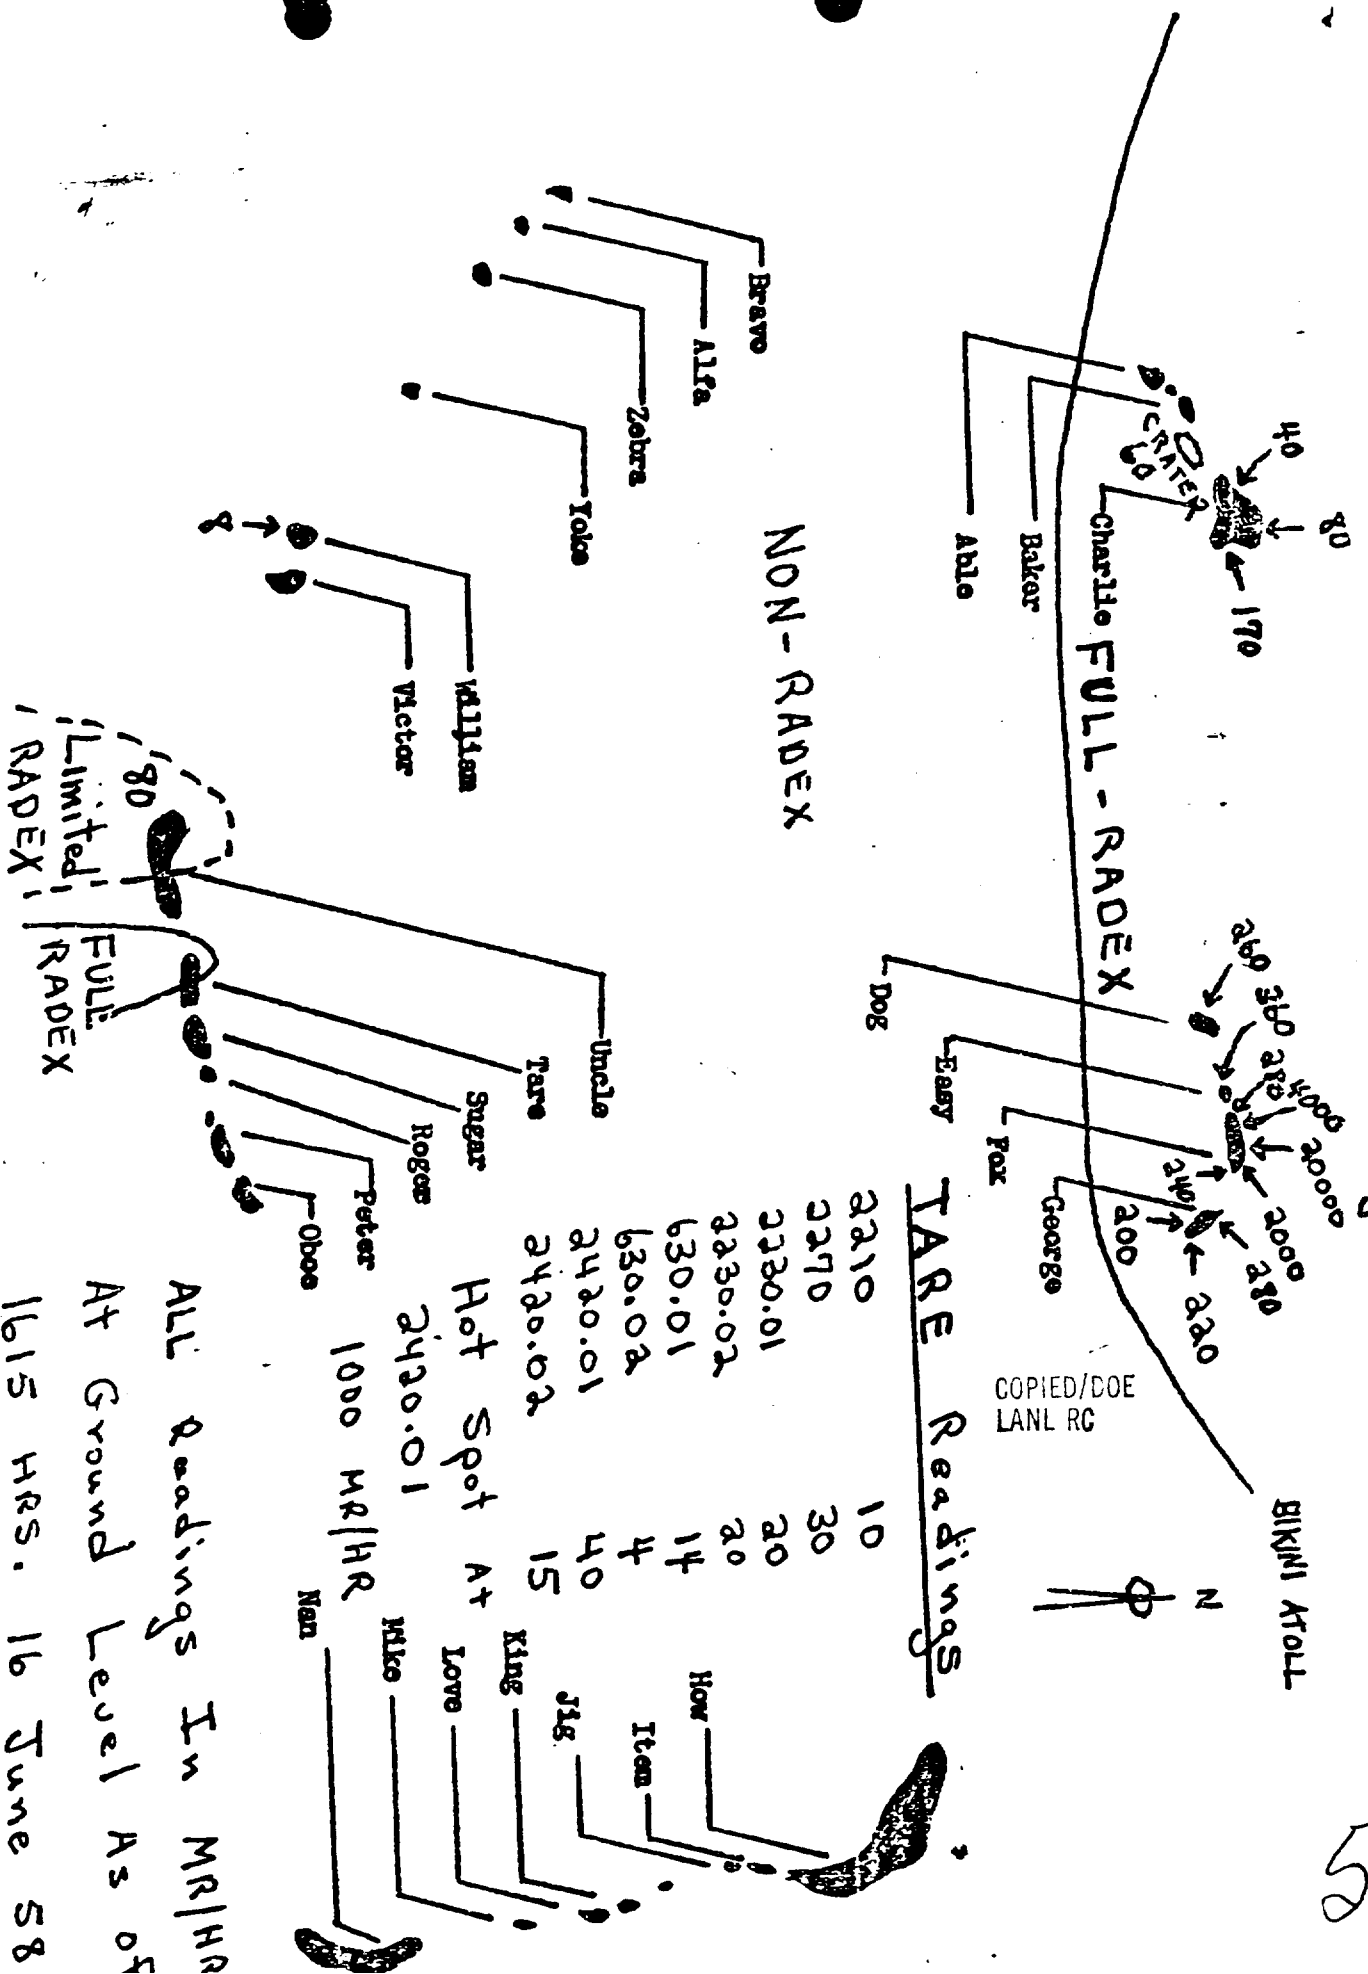 BIKINI ATOLL
N
40
80
170
CRATER
60
Charlie
Baker
Able
FULL-RADEX
260
360
280
4000
20000
2000
240
280
200
220
Dog
Easy
Fox
George
NON-RADEX
Bravo
Alfa
Zebra
Yoke
William
Victor
8
80
Limited
RADEX
FULL
RADEX
Uncle
Tare
Sugar
Roger
Peter
Oboe
COPIED/DOE
LANL RC
TARE Readings
2210 10
2270 30
2230.01 20
2230.02 20
630.01 14
630.02 4
2420.01 40
2420.02 15
Hot Spot At
2420.01
1000 MR/HR
How
Item
Jig
King
Love
Mike
Nan
ALL Readings In MR/HR
At Ground Level As of
1615 HRS. 16 June 58
5